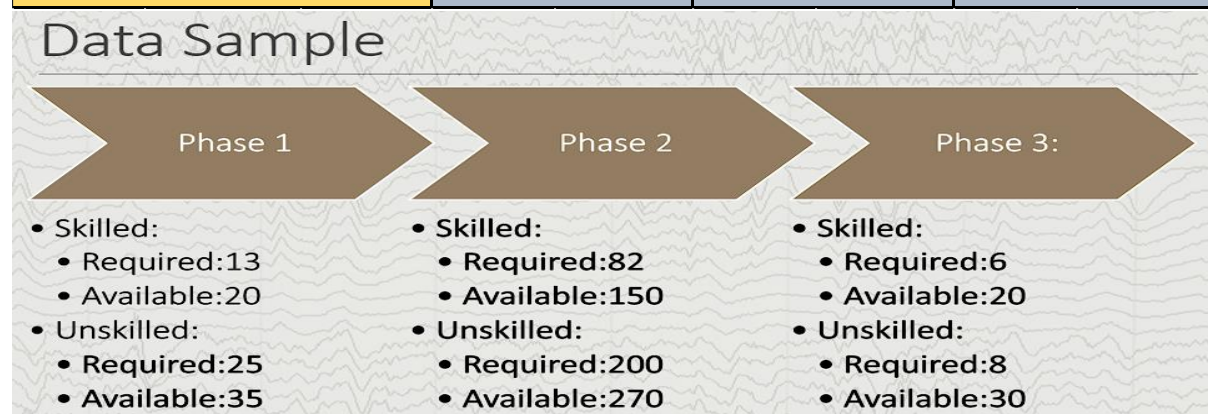 Data Sample
Phase 1
• Skilled:
• Required:13
• Available:20
• Unskilled:
• Required:25
• Available:35
Phase 2
• Skilled:
• Required:82
• Available:150
• Unskilled:
• Required:200
• Available:270
Phase 3:
• Skilled:
• Required:6
• Available:20
• Unskilled:
• Required:8
• Available:30